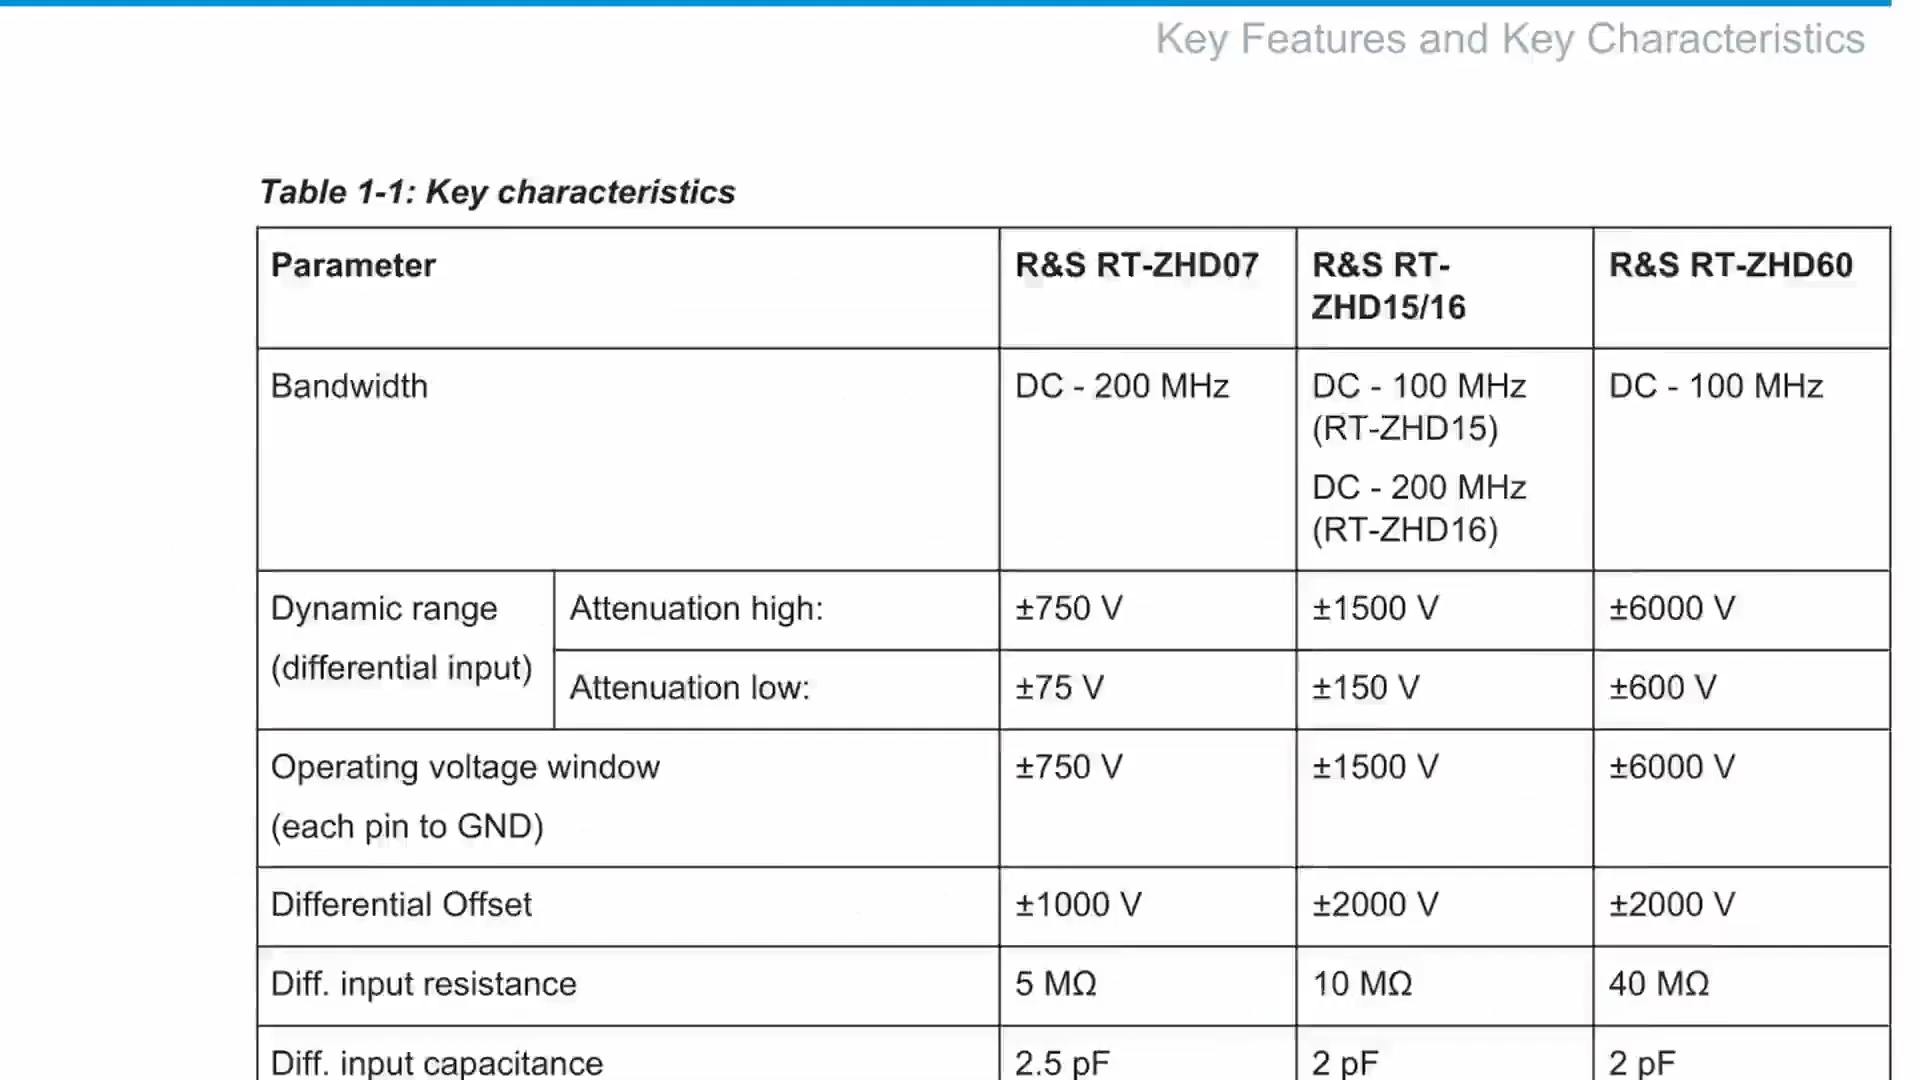 Key Features and Key Characteristics
Table 1-1: Key characteristics
Parameter
R&S RT-ZHD07
R&S RT-
ZHD15/16
R&S RT-ZHD60
Bandwidth
DC - 200 MHz
DC - 100 MHz
(RT-ZHD15)
DC - 200 MHz
(RT-ZHD16)
DC - 100 MHz
Dynamic range
(differential input)
Attenuation high:
±750 V
±1500 V
±6000 V
Attenuation low:
±75 V
±150 V
±600 V
Operating voltage window
(each pin to GND)
±750 V
±1500 V
±6000 V
Differential Offset
±1000 V
±2000 V
±2000 V
Diff. input resistance
5 MΩ
10 MΩ
40 MΩ
Diff. input capacitance
2.5 pF
2 pF
2 pF